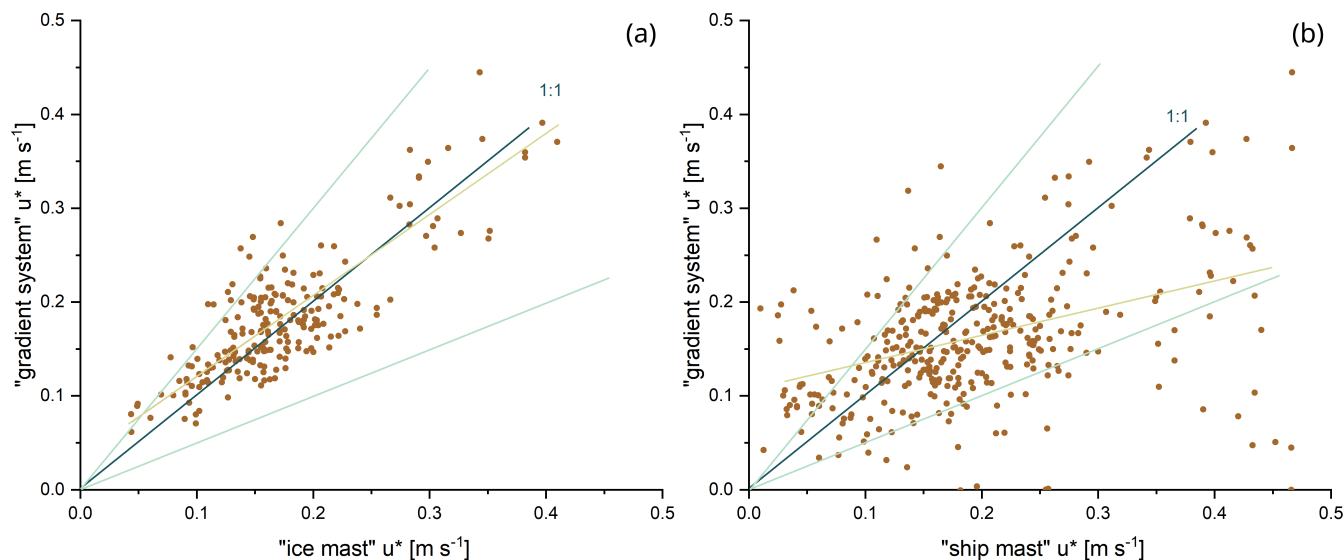 (a)
1:1
0.5
0.4
0.3
0.2
0.1
0.0
"gradient system" u* [m s⁻¹]
0.0 0.1 0.2 0.3 0.4 0.5
"ice mast" u* [m s⁻¹]
(b)
1:1
0.5
0.4
0.3
0.2
0.1
0.0
"gradient system" u* [m s⁻¹]
0.0 0.1 0.2 0.3 0.4 0.5
"ship mast" u* [m s⁻¹]